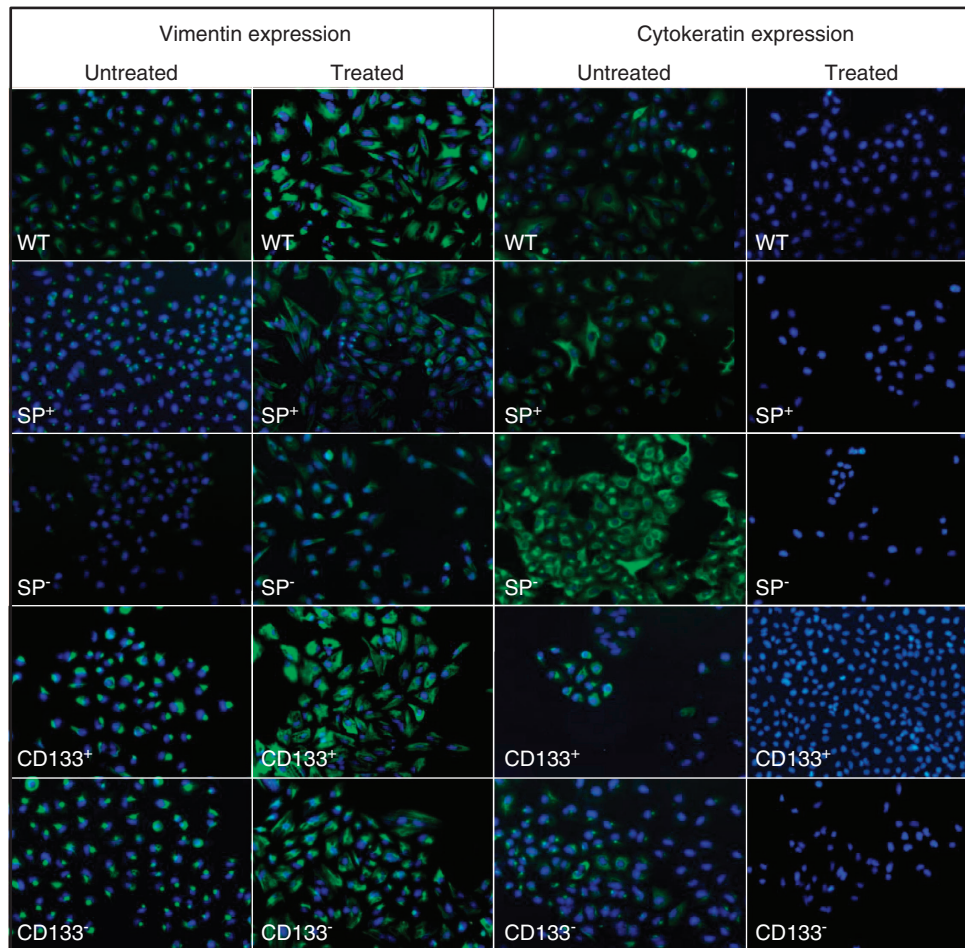 Vimentin expression Cytokeratin expression
Untreated Treated Untreated Treated
WT WT WT WT
SP⁺ SP⁺ SP⁺ SP⁺
SP⁻ SP⁻ SP⁻ SP⁻
CD133⁺ CD133⁺ CD133⁺ CD133⁺
CD133⁻ CD133⁻ CD133⁻ CD133⁻